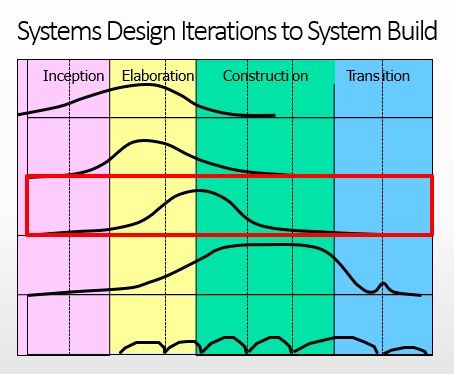 Systems Design Iterations to System Build
Inception Elaboration Construction Transition